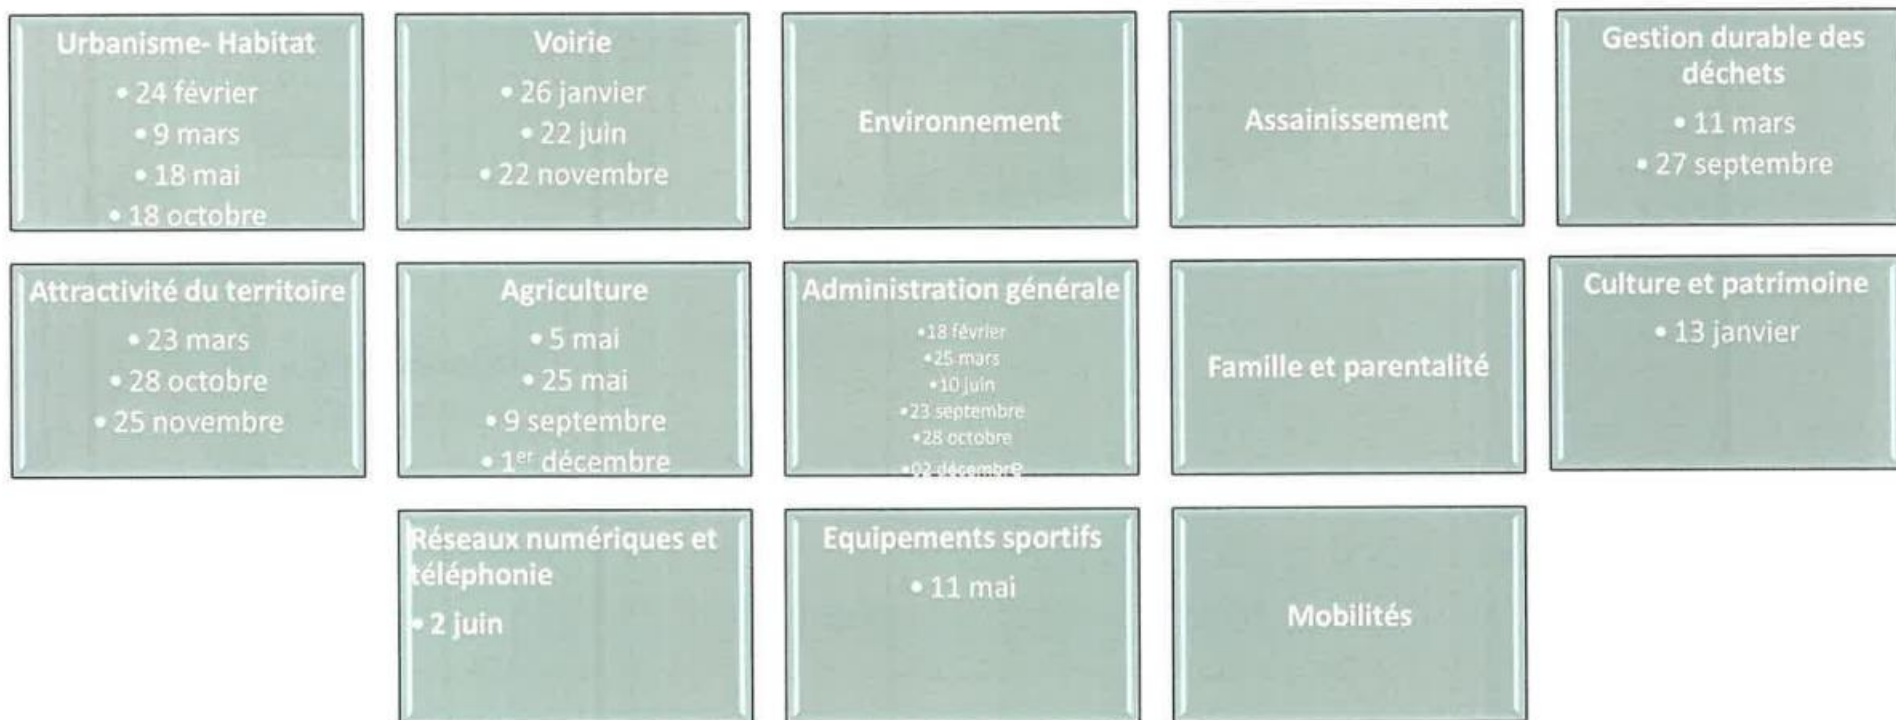 Urbanisme- Habitat
• 24 février
• 9 mars
• 18 mai
• 18 octobre
Voirie
• 26 janvier
• 22 juin
• 22 novembre
Environnement
Assainissement
Gestion durable des
déchets
• 11 mars
• 27 septembre
Attractivité du territoire
• 23 mars
• 28 octobre
• 25 novembre
Agriculture
• 5 mai
• 25 mai
• 9 septembre
• 1er décembre
Administration générale
•18 février
•25 mars
•10 juin
•23 septembre
•28 octobre
•02 décembre
Famille et parentalité
Culture et patrimoine
• 13 janvier
Réseaux numériques et
téléphonie
• 2 juin
Equipements sportifs
• 11 mai
Mobilités